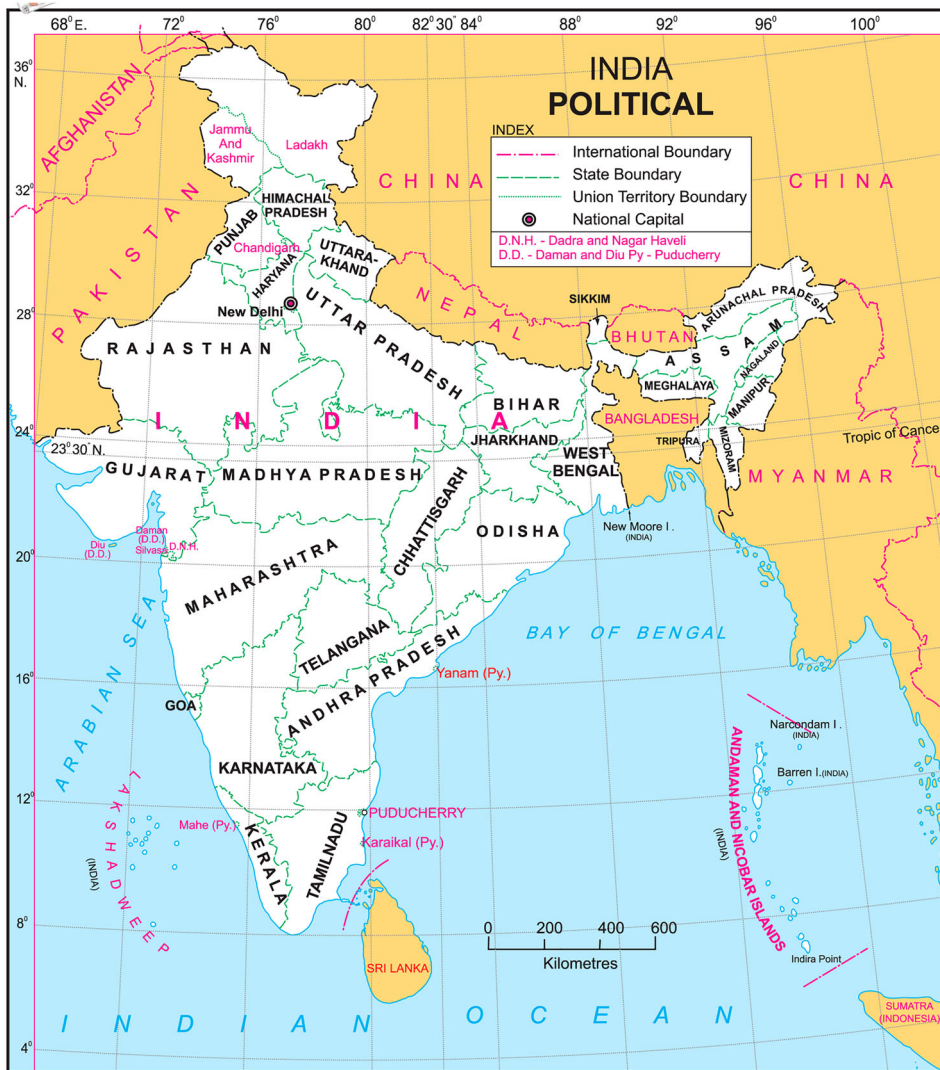 68° E.
72°
76°
80°
82° 30' 84°
88°
92°
96°
100°
36°
N.
32°
28°
24°
23° 30' N.
20°
16°
12°
8°
4°
INDIA
POLITICAL
INDEX
International Boundary
State Boundary
Union Territory Boundary
National Capital
D.N.H. - Dadra and Nagar Haveli
D.D. - Daman and Diu Py - Puducherry
AFGHANISTAN
PAKISTAN
CHINA
CHINA
NEPAL
BHUTAN
BANGLADESH
MYANMAR
Jammu
And
Kashmir
Ladakh
HIMACHAL
PRADESH
PUNJAB
Chandigarh
UTTARA-
KHAND
HARYANA
New Delhi
UTTAR PRADESH
RAJASTHAN
SIKKIM
ARUNACHAL PRADESH
ASSAM
NAGALAND
MEGHALAYA
MANIPUR
TRIPURA
MIZORAM
BIHAR
INDIA
JHARKHAND
WEST
BENGAL
Tropic of Cance
GUJARAT
MADHYA PRADESH
CHHATTISGARH
ODISHA
New Moore I .
(INDIA)
Daman
(D.D.)
Silvass
D.N.H.
Diu
(D.D.)
MAHARASHTRA
TELANGANA
ANDHRA PRADESH
Yanam (Py.)
BAY OF BENGAL
ARABIAN SEA
GOA
KARNATAKA
Narcondam I .
(INDIA)
Barren I.(INDIA)
ANDAMAN AND NICOBAR ISLANDS
(INDIA)
Indira Point
PUDUCHERRY
Mahe (Py.)
Karaikal (Py.)
KERALA
TAMILNADU
LAKSHADWEEP
(INDIA)
SRI LANKA
0 200 400 600
Kilometres
SUMATRA
(INDONESIA)
INDIAN OCEAN